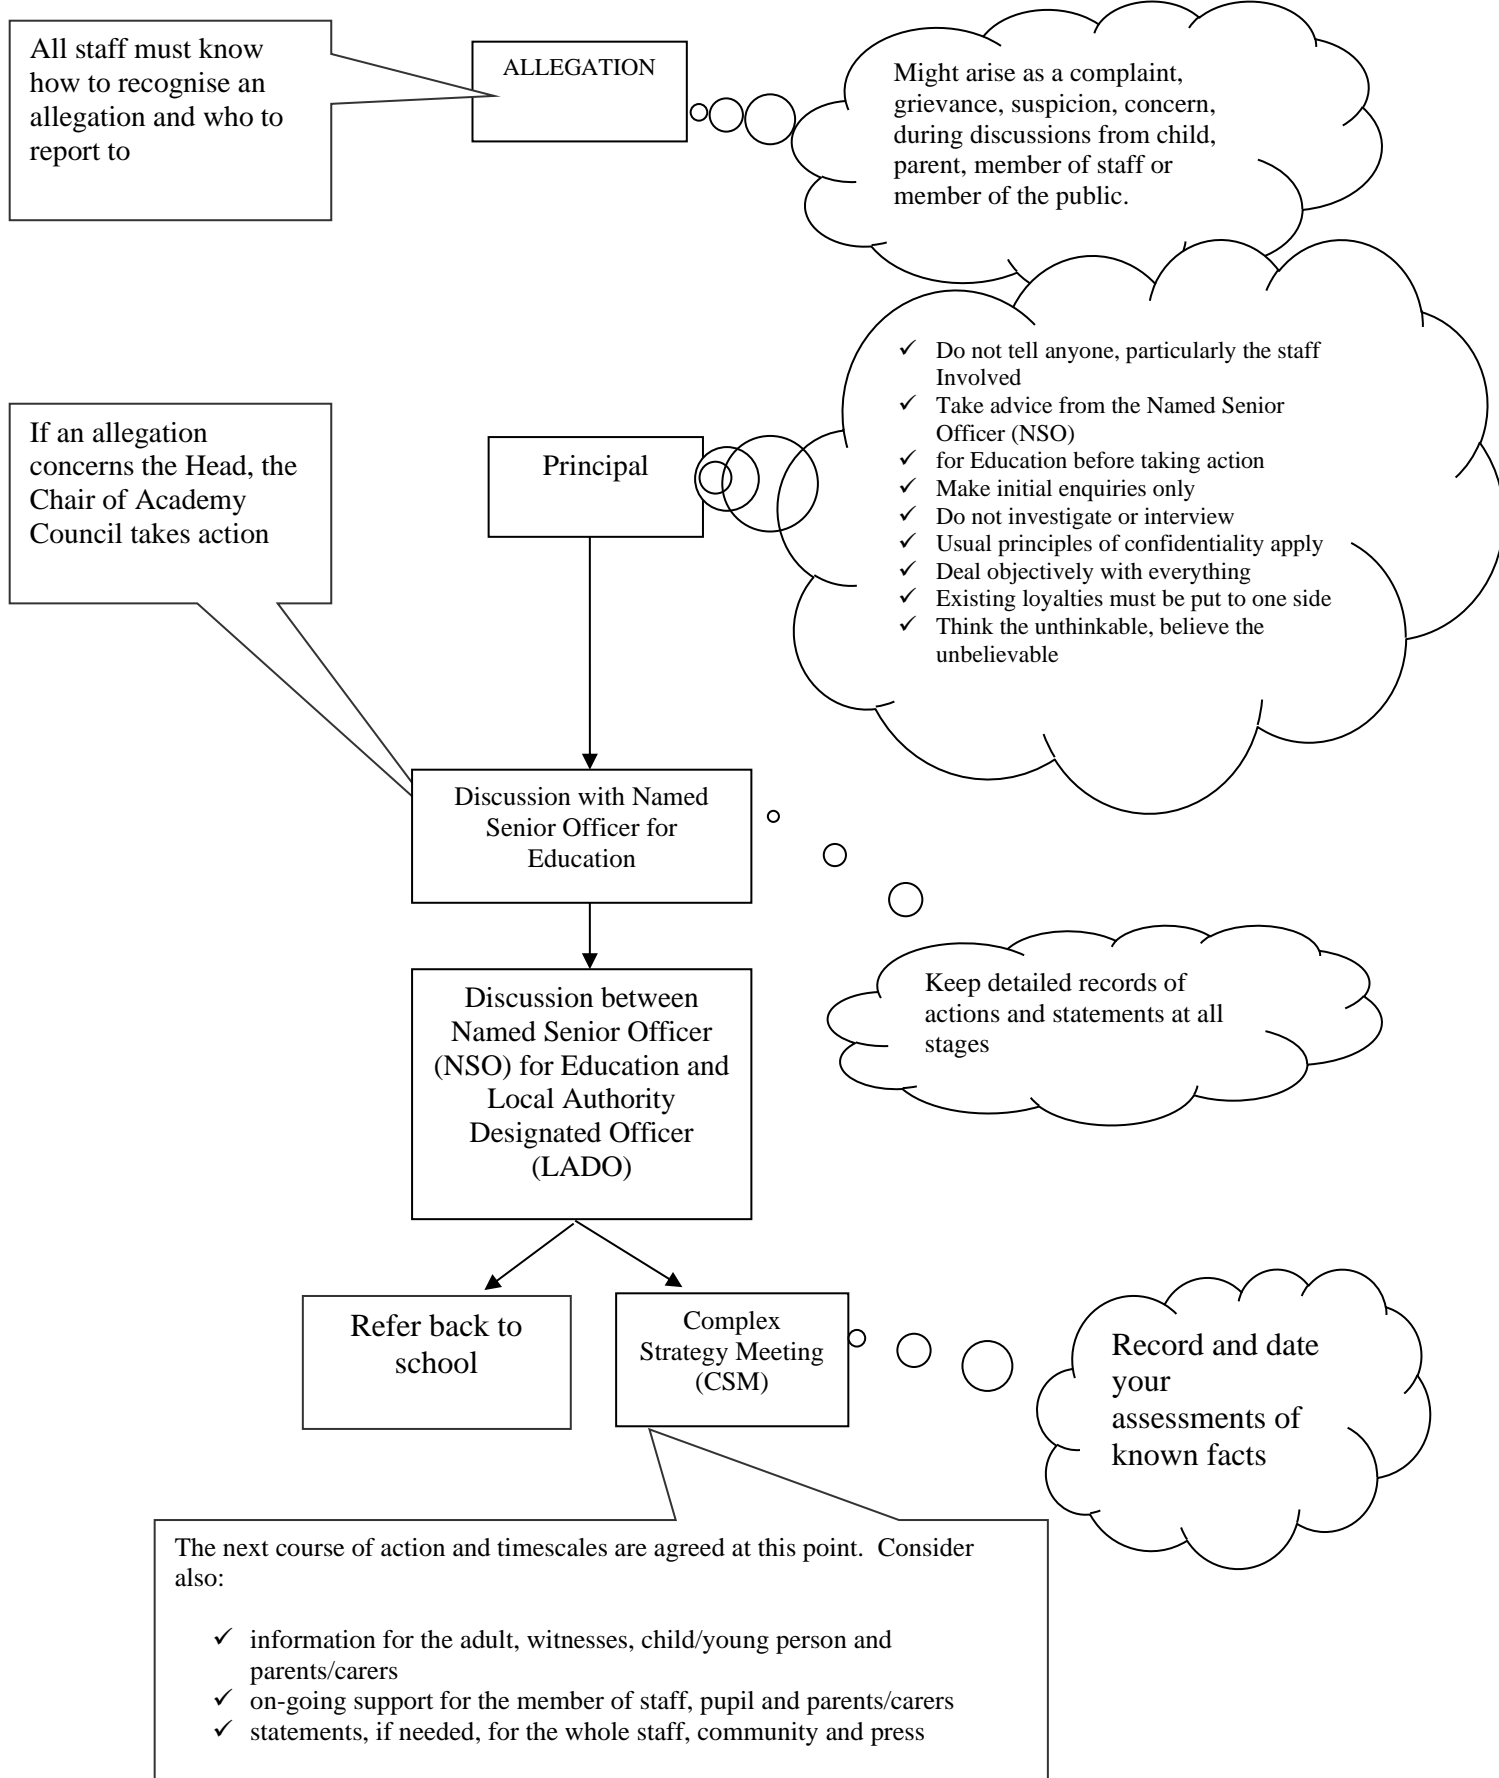 All staff must know
how to recognise an
allegation and who to
report to
ALLEGATION
Might arise as a complaint,
grievance, suspicion, concern,
during discussions from child,
parent, member of staff or
member of the public.
✓ Do not tell anyone, particularly the staff
Involved
✓ Take advice from the Named Senior
Officer (NSO)
✓ for Education before taking action
✓ Make initial enquiries only
✓ Do not investigate or interview
✓ Usual principles of confidentiality apply
✓ Deal objectively with everything
✓ Existing loyalties must be put to one side
✓ Think the unthinkable, believe the
unbelievable
If an allegation
concerns the Head, the
Chair of Academy
Council takes action
Principal
Discussion with Named
Senior Officer for
Education
Keep detailed records of
actions and statements at all
stages
Discussion between
Named Senior Officer
(NSO) for Education and
Local Authority
Designated Officer
(LADO)
Refer back to
school
Complex
Strategy Meeting
(CSM)
Record and date
your
assessments of
known facts
The next course of action and timescales are agreed at this point.  Consider
also:
✓ information for the adult, witnesses, child/young person and
parents/carers
✓ on-going support for the member of staff, pupil and parents/carers
✓ statements, if needed, for the whole staff, community and press